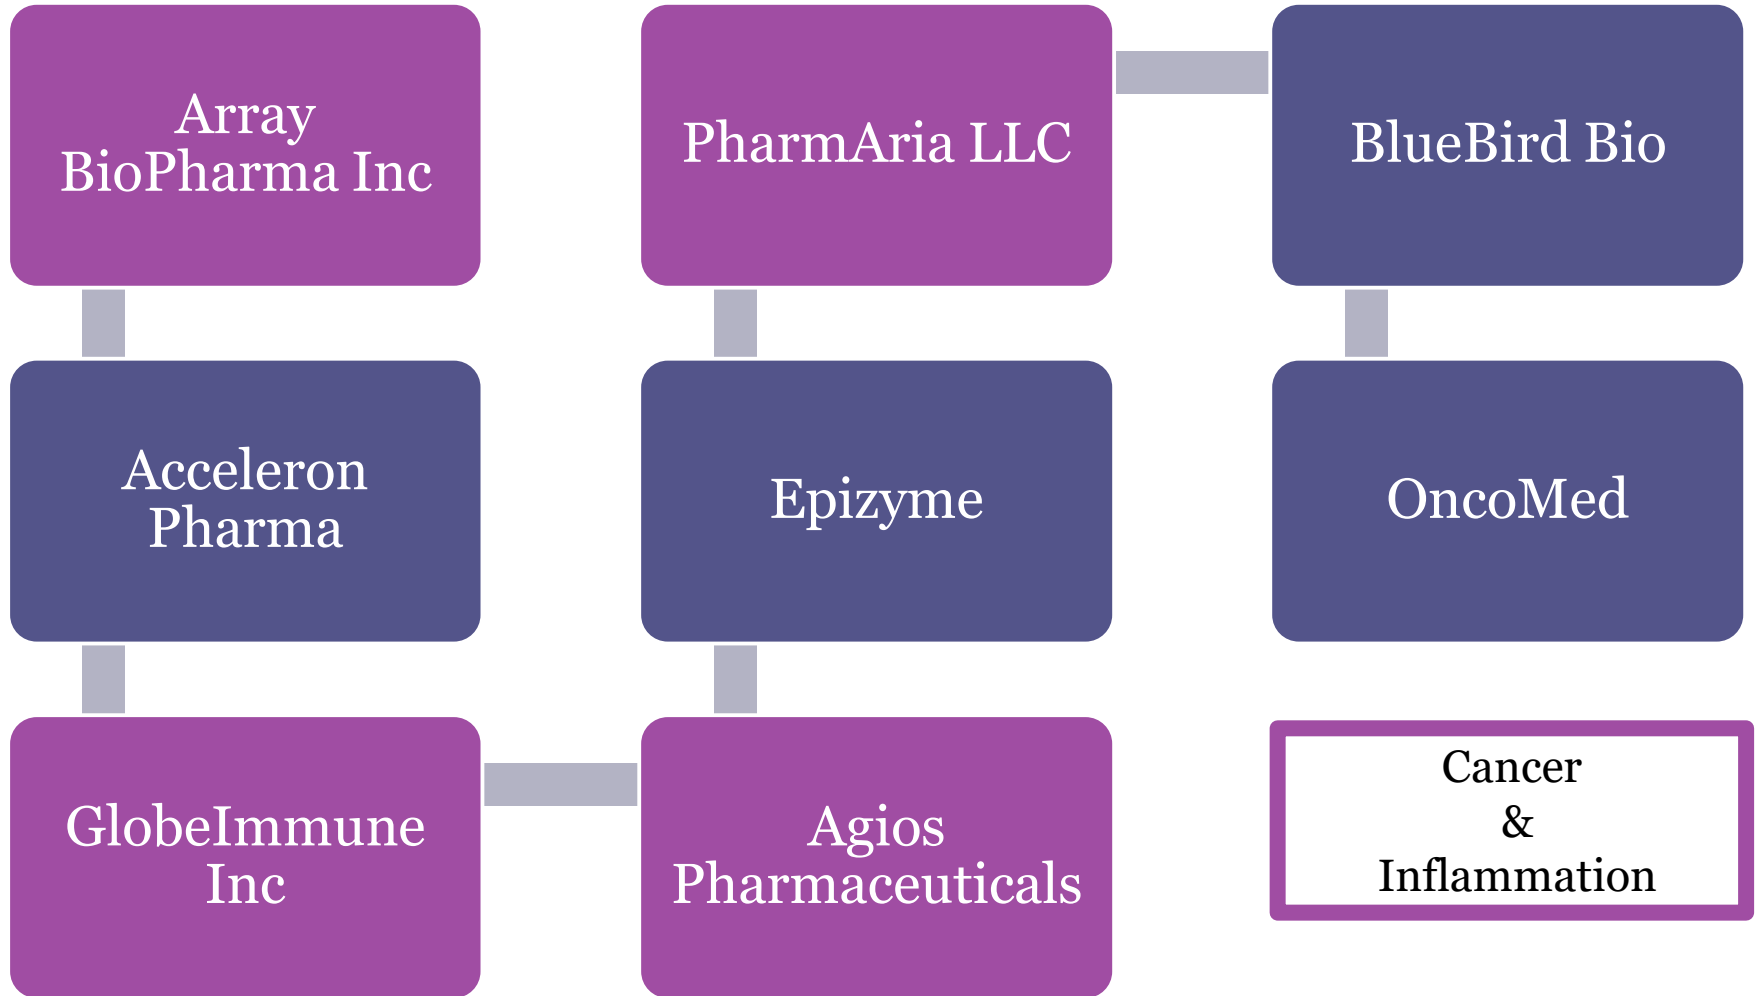 Array
BioPharma Inc
Acceleron
Pharma
GlobeImmune
Inc
Agios
Pharmaceuticals
Epizyme
PharmAria LLC
BlueBird Bio
OncoMed
Cancer
&
Inflammation